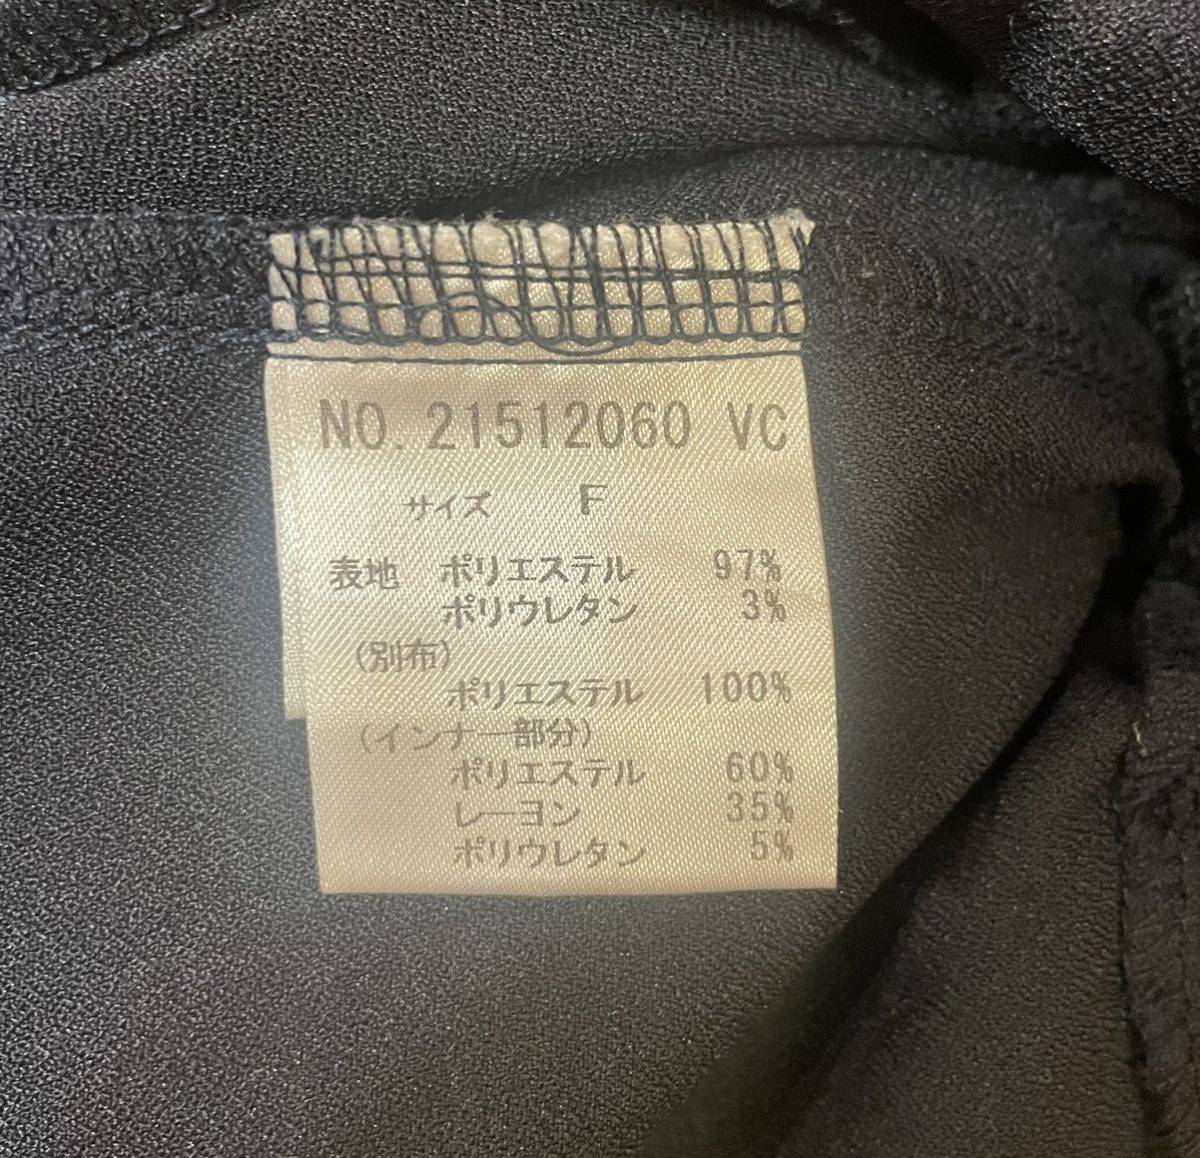 NO. 21512060 VC
サイズ F
表地 ポリエステル 97%
ポリウレタン 3%
(別布)
ポリエステル 100%
(インナー部分)
ポリエステル 60%
レーヨン 35%
ポリウレタン 5%